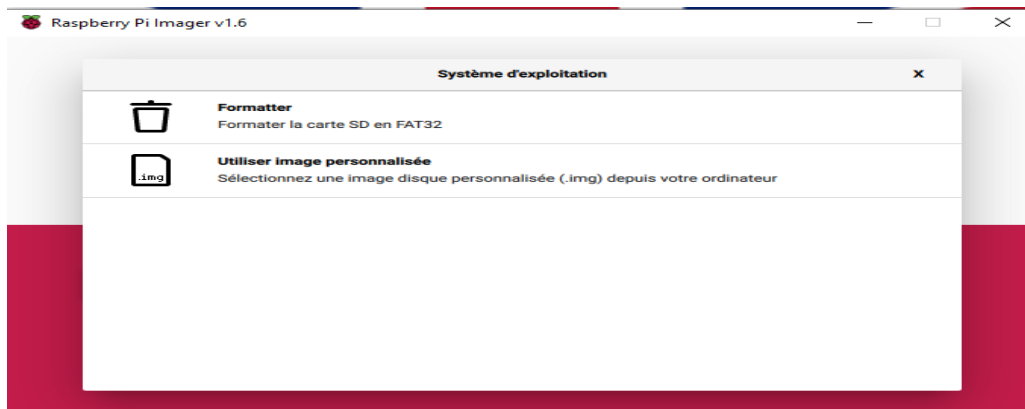 Raspberry Pi Imager v1.6
Système d'exploitation
x
Formatter
Formater la carte SD en FAT32
.img
Utiliser image personnalisée
Sélectionnez une image disque personnalisée (.img) depuis votre ordinateur